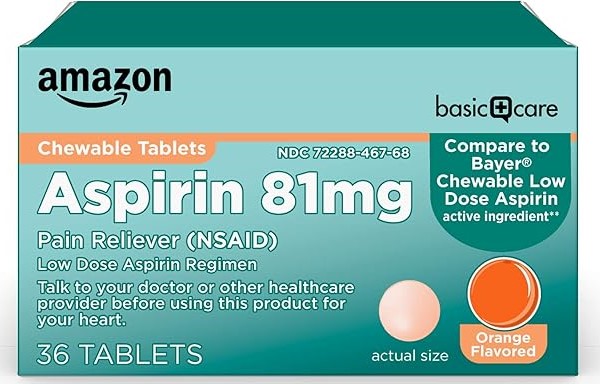 amazon
basic care
Chewable Tablets
NDC 72288-467-68
Compare to
Bayer®
Chewable Low
Dose Aspirin
active ingredient**
Aspirin 81mg
Pain Reliever (NSAID)
Low Dose Aspirin Regimen
Talk to your doctor or other healthcare
provider before using this product for
your heart.
36 TABLETS
actual size
Orange
Flavored